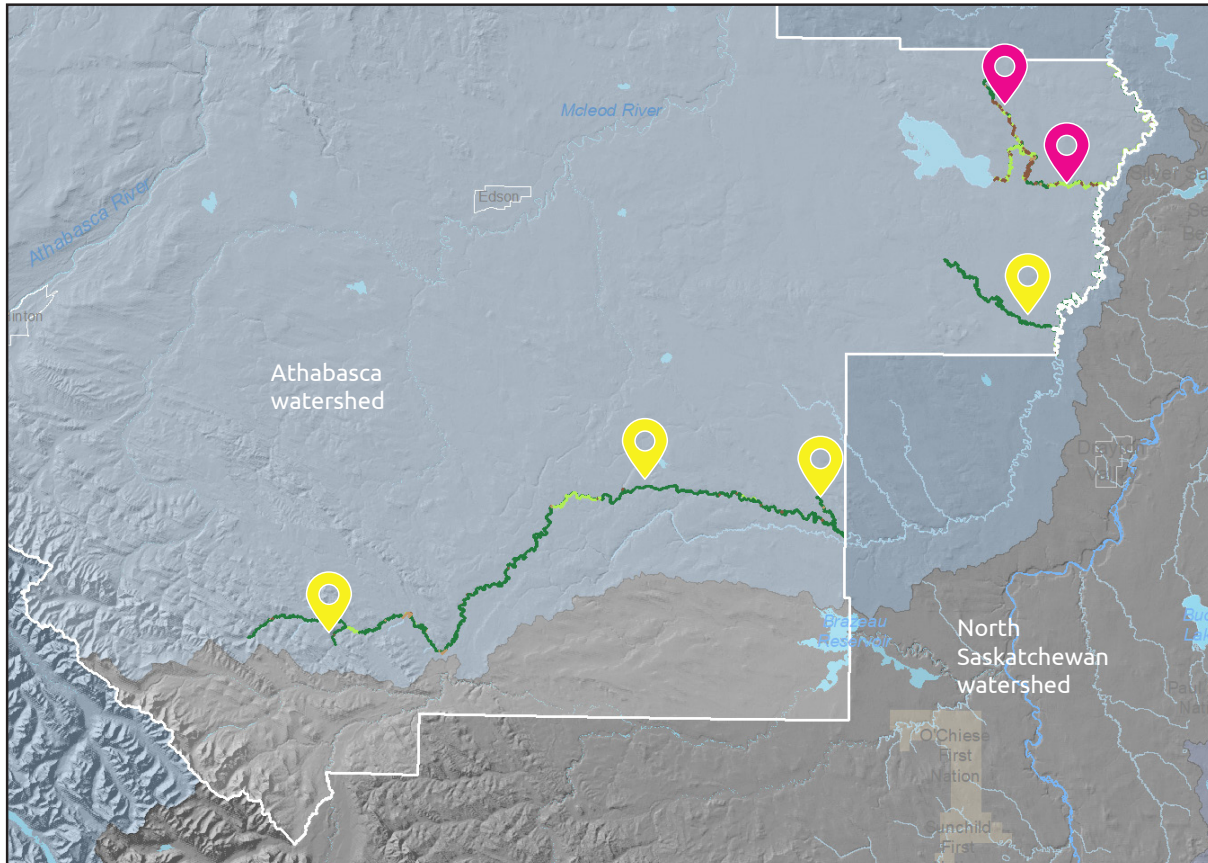 Mcleod River
Edson
Athabasca River
inton
Athabasca
watershed
Brazeau
Reservoir
North
Saskatchewan
watershed
O'Chiese
First
Nation
Sunchild
First